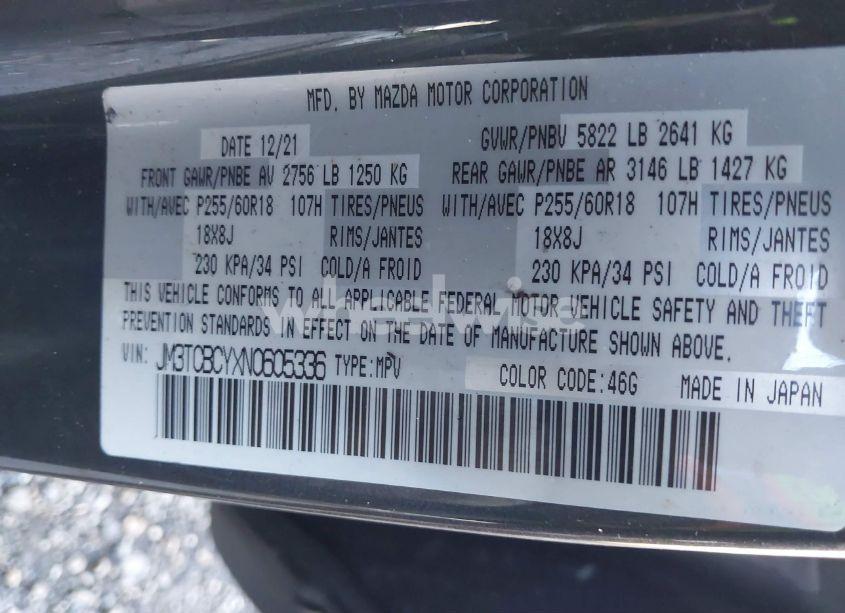 MFD. BY MAZDA MOTOR CORPORATION
DATE 12/21 GVWR/PNBV 5822 LB 2641 KG
FRONT GAWR/PNBE AV 2756 LB 1250 KG REAR GAWR/PNBE AR 3146 LB 1427 KG
WITH/AVEC P255/60R18 107H TIRES/PNEUS WITH/AVEC P255/60R18 107H TIRES/PNEUS
18X8J RIMS/JANTES 18X8J RIMS/JANTES
230 KPA/34 PSI COLD/A FROID 230 KPA/34 PSI COLD/A FROID
THIS VEHICLE CONFORMS TO ALL APPLICABLE FEDERAL MOTOR VEHICLE SAFETY AND THEFT
PREVENTION STANDARDS IN EFFECT ON THE DATE OF MANUFACTURE SHOWN ABOVE.
VIN: JM3TCBCYXN0605336 TYPE:MPV COLOR CODE:46G MADE IN JAPAN
wheelwise